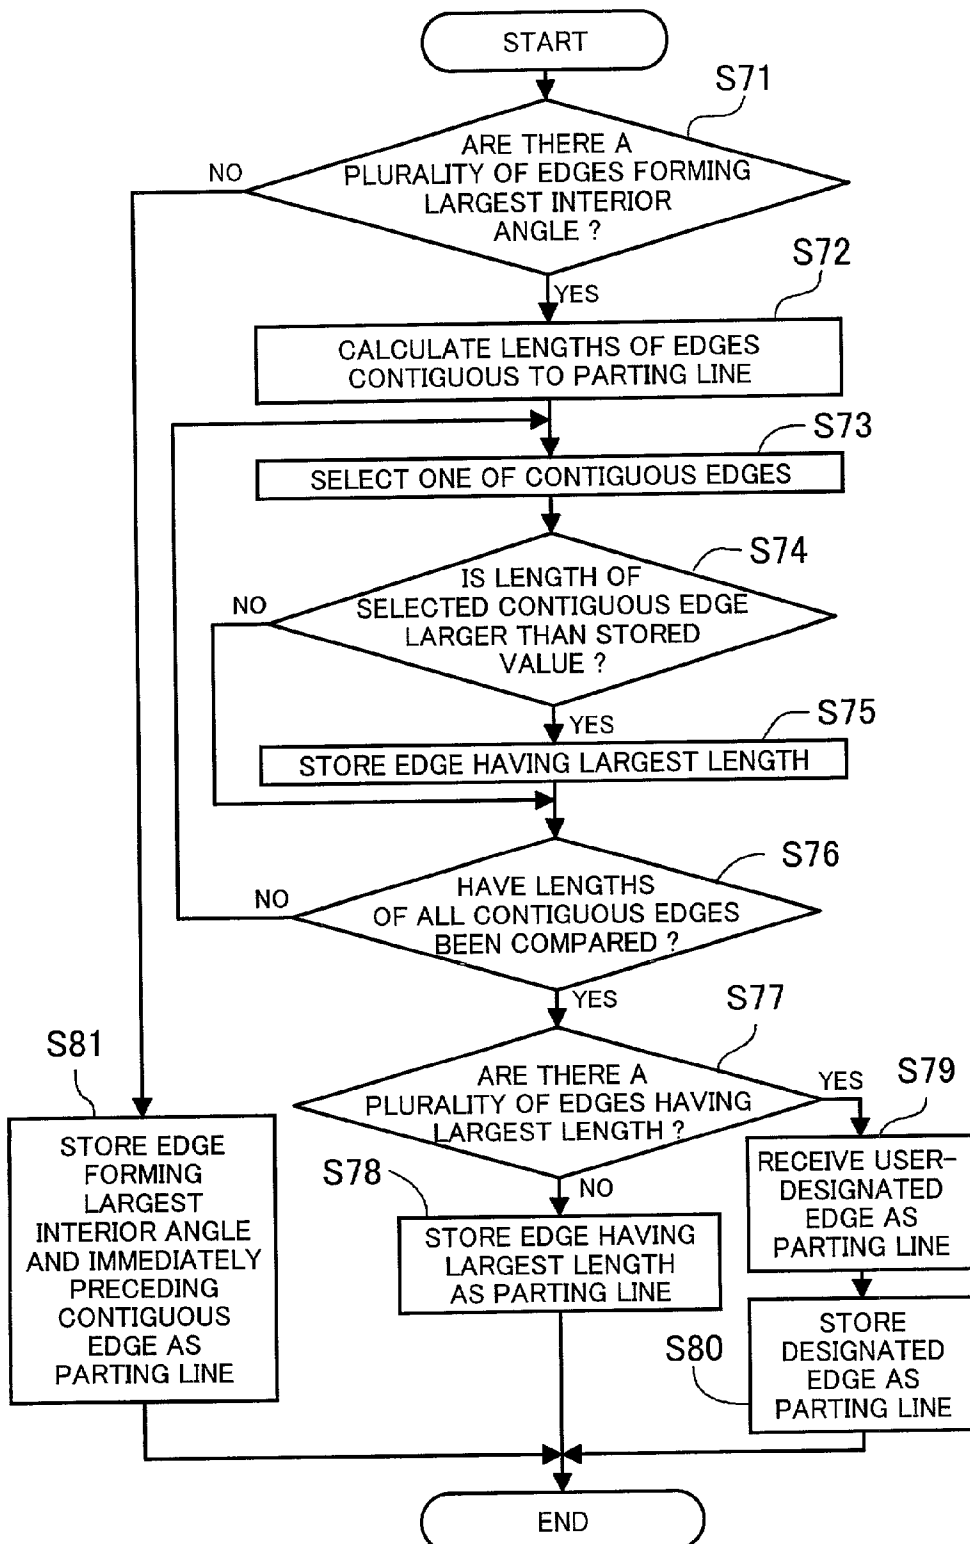 START
S71
ARE THERE A
PLURALITY OF EDGES FORMING
LARGEST INTERIOR
ANGLE ?
NO
YES
S72
CALCULATE LENGTHS OF EDGES
CONTIGUOUS TO PARTING LINE
S73
SELECT ONE OF CONTIGUOUS EDGES
S74
IS LENGTH OF
SELECTED CONTIGUOUS EDGE
LARGER THAN STORED
VALUE ?
NO
YES
S75
STORE EDGE HAVING LARGEST LENGTH
S76
HAVE LENGTHS
OF ALL CONTIGUOUS EDGES
BEEN COMPARED ?
NO
YES
S77
ARE THERE A
PLURALITY OF EDGES HAVING
LARGEST LENGTH ?
YES
NO
S81
STORE EDGE
FORMING
LARGEST
INTERIOR ANGLE
AND IMMEDIATELY
PRECEDING
CONTIGUOUS
EDGE AS
PARTING LINE
S78
STORE EDGE HAVING
LARGEST LENGTH
AS PARTING LINE
S79
RECEIVE USER-
DESIGNATED
EDGE AS
PARTING LINE
S80
STORE
DESIGNATED
EDGE AS
PARTING LINE
END